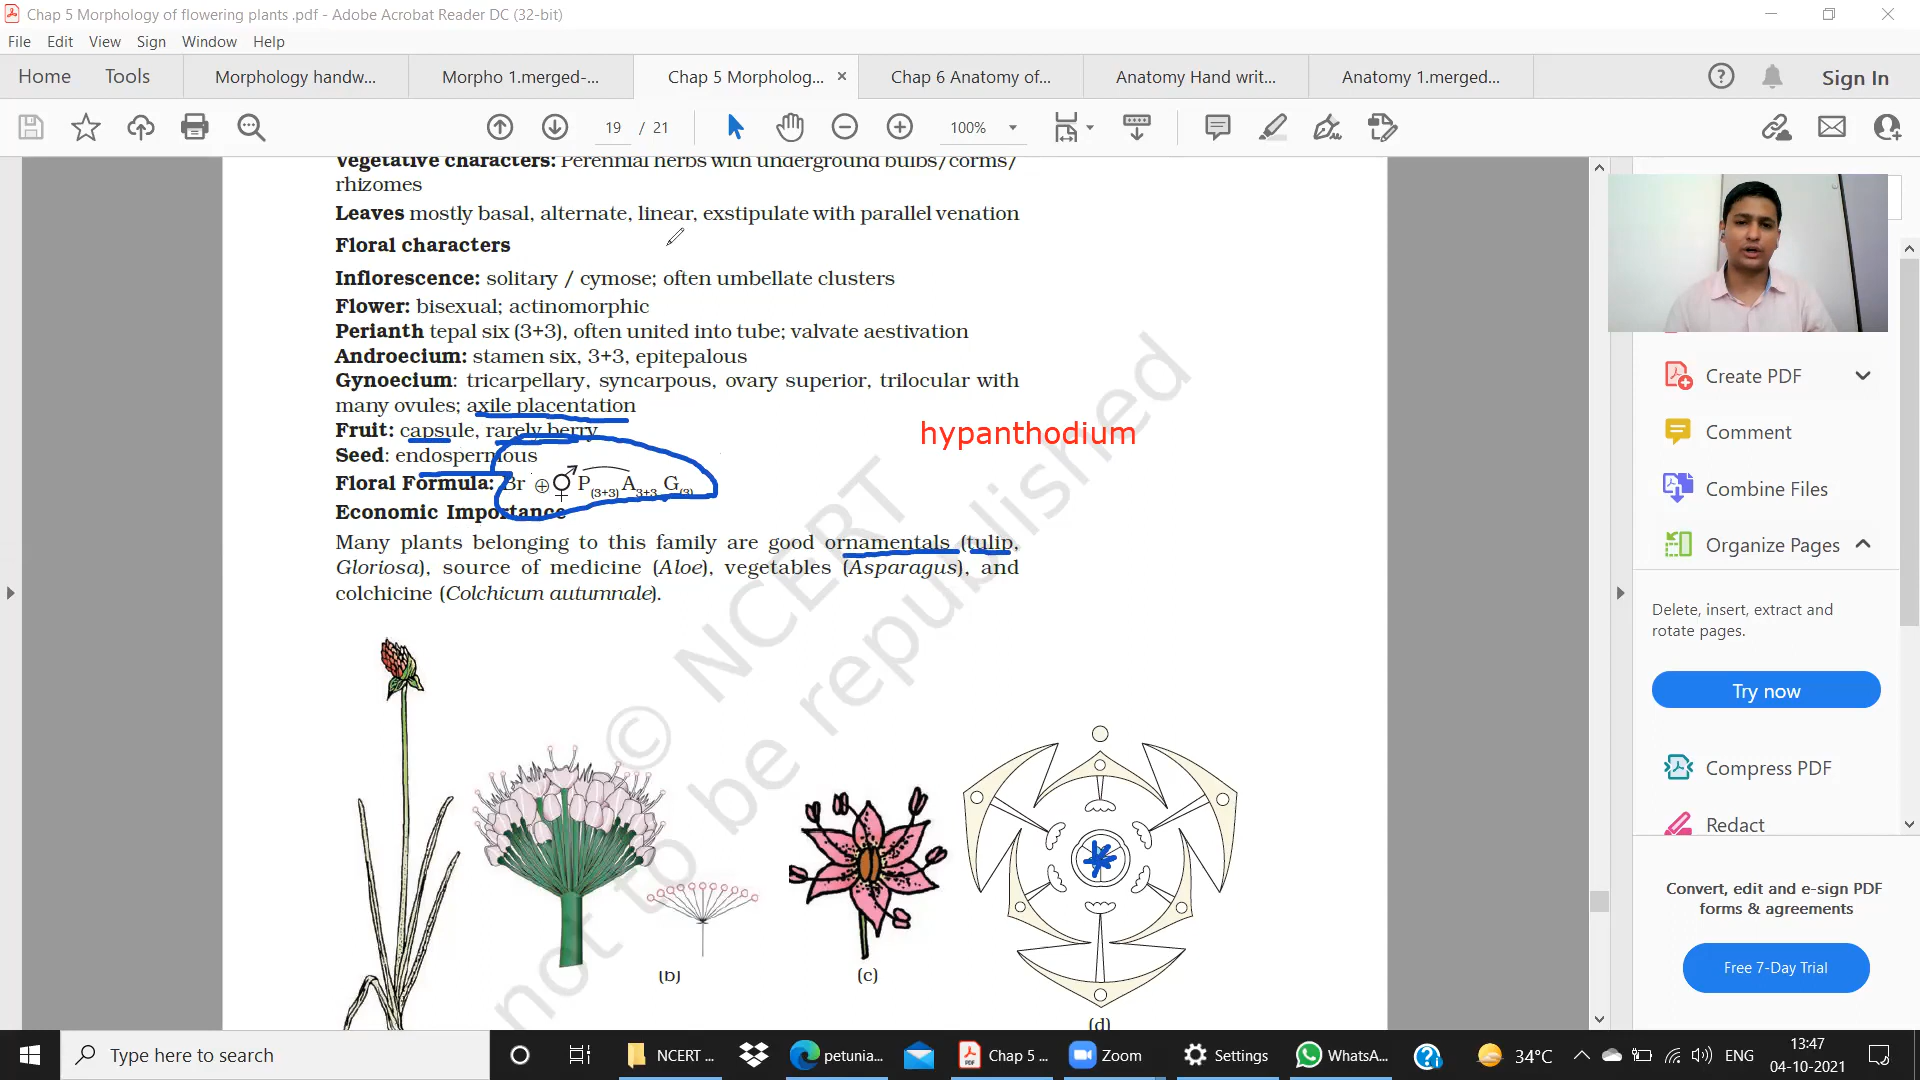 Chap 5 Morphology of flowering plants .pdf - Adobe Acrobat Reader DC (32-bit)
File Edit View Sign Window Help
Home Tools Morphology handw... Morpho 1.merged-... Chap 5 Morpholog... × Chap 6 Anatomy of... Anatomy Hand writ... Anatomy 1.merged... Sign In
19 / 21 100%
Vegetative characters: Perennial herbs with underground bulbs/corms/
rhizomes
Leaves mostly basal, alternate, linear, exstipulate with parallel venation
Floral characters
Inflorescence: solitary / cymose; often umbellate clusters
Flower: bisexual; actinomorphic
Perianth tepal six (3+3), often united into tube; valvate aestivation
Androecium: stamen six, 3+3, epitepalous
Gynoecium: tricarpellary, syncarpous, ovary superior, trilocular with
many ovules; axile placentation
Fruit: capsule, rarely berry
Seed: endospermous
Floral Formula: Br ⊕ ⚥ P(3+3) A3+3 G(3)
Economic Importance
Many plants belonging to this family are good ornamentals (tulip,
Gloriosa), source of medicine (Aloe), vegetables (Asparagus), and
colchicine (Colchicum autumnale).
hypanthodium
© NCERT
not to be republished
(b)
(c)
(d)
Create PDF
Comment
Combine Files
Organize Pages
Delete, insert, extract and
rotate pages.
Try now
Compress PDF
Redact
Convert, edit and e-sign PDF
forms & agreements
Free 7-Day Trial
Type here to search
NCERT ...
petunia...
Chap 5 ...
Zoom
Settings
WhatsA...
34°C
ENG
13:47
04-10-2021